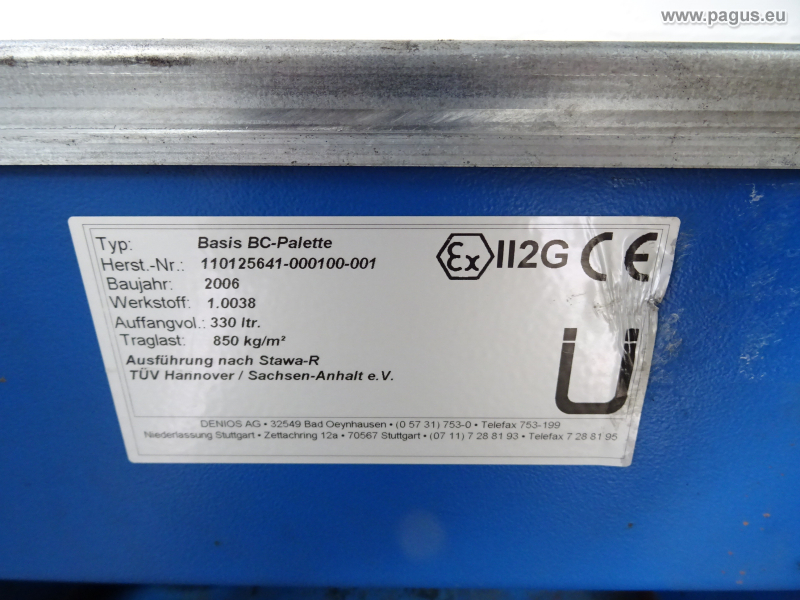 www.pagus.eu
Typ: Basis BC-Palette
Herst.-Nr.: 110125641-000100-001
Baujahr: 2006
Werkstoff: 1.0038
Auffangvol.: 330 ltr.
Traglast: 850 kg/m²
Ausführung nach Stawa-R
TÜV Hannover / Sachsen-Anhalt e.V.
Ex II2G CE
Ü
DENIOS AG • 32549 Bad Oeynhausen • (0 57 31) 753-0 • Telefax 753-199
Niederlassung Stuttgart • Zettachring 12a • 70567 Stuttgart • (07 11) 7 28 81 93 • Telefax 7 28 81 95